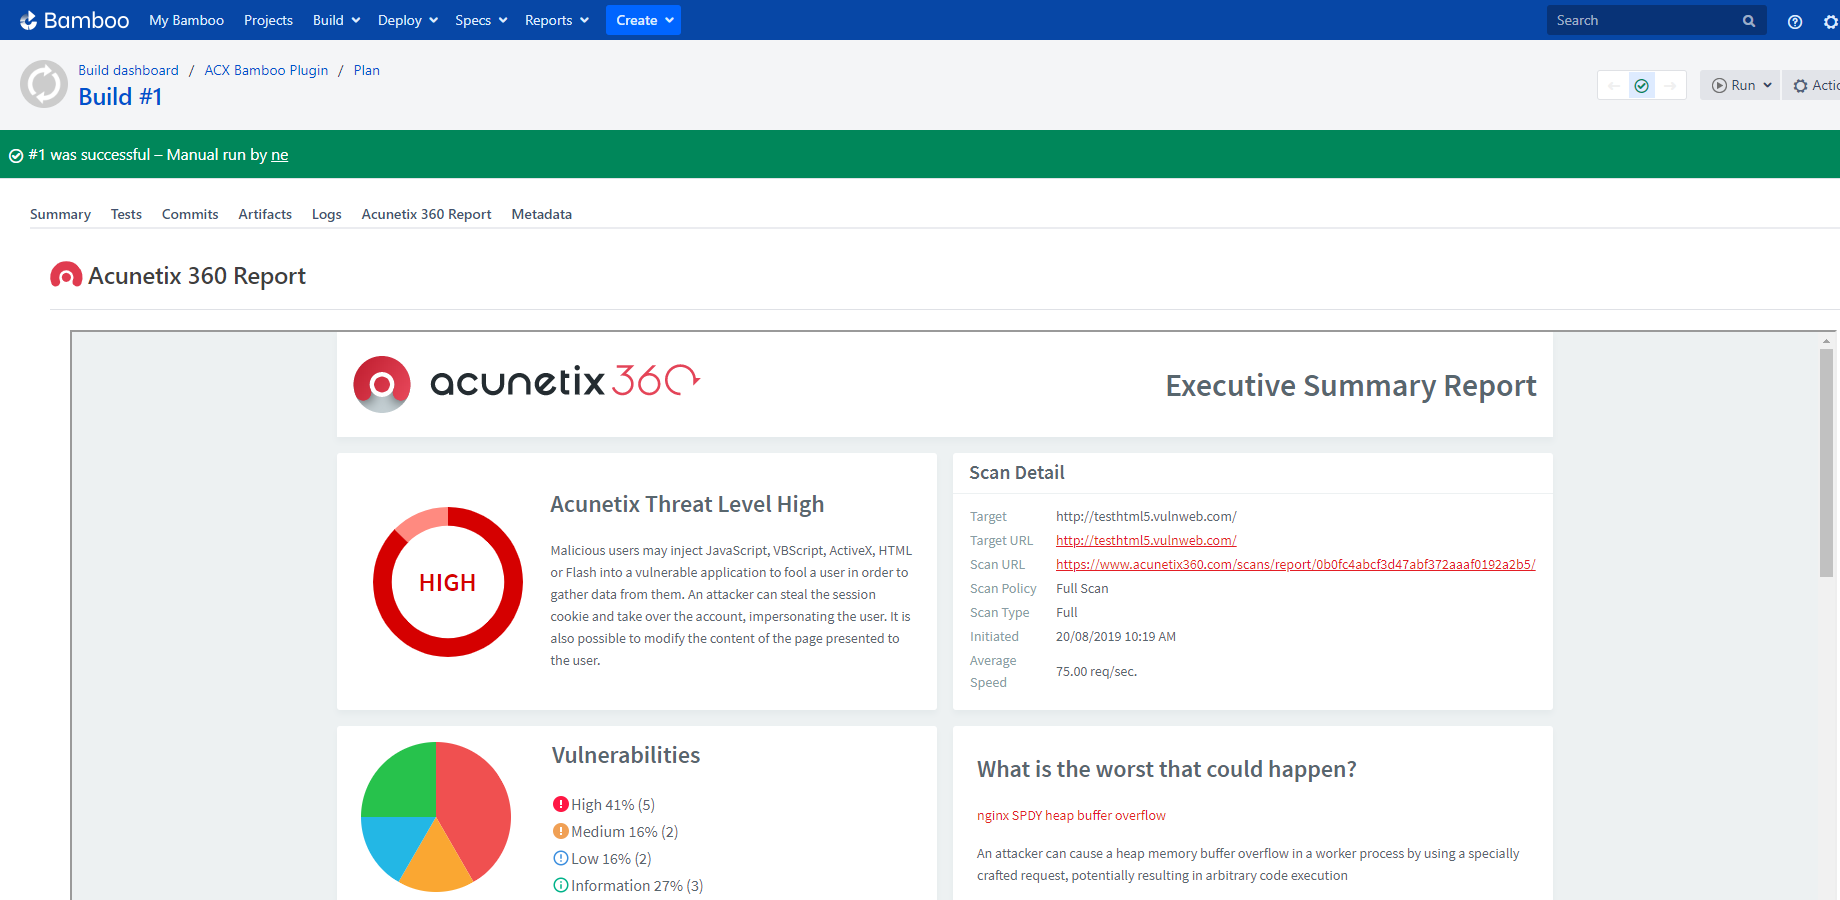 Bamboo My Bamboo Projects Build Deploy Specs Reports Create Search
Build dashboard / ACX Bamboo Plugin / Plan
Build #1
Run
#1 was successful – Manual run by ne
Summary Tests Commits Artifacts Logs Acunetix 360 Report Metadata
Acunetix 360 Report
acunetix 360
Executive Summary Report
HIGH
Acunetix Threat Level High
Malicious users may inject JavaScript, VBScript, ActiveX, HTML
or Flash into a vulnerable application to fool a user in order to
gather data from them. An attacker can steal the session
cookie and take over the account, impersonating the user. It is
also possible to modify the content of the page presented to
the user.
Scan Detail
Target http://testhtml5.vulnweb.com/
Target URL http://testhtml5.vulnweb.com/
Scan URL https://www.acunetix360.com/scans/report/0b0fc4abcf3d47abf372aaaf0192a2b5/
Scan Policy Full Scan
Scan Type Full
Initiated 20/08/2019 10:19 AM
Average
Speed 75.00 req/sec.
Vulnerabilities
High 41% (5)
Medium 16% (2)
Low 16% (2)
Information 27% (3)
What is the worst that could happen?
nginx SPDY heap buffer overflow
An attacker can cause a heap memory buffer overflow in a worker process by using a specially
crafted request, potentially resulting in arbitrary code execution